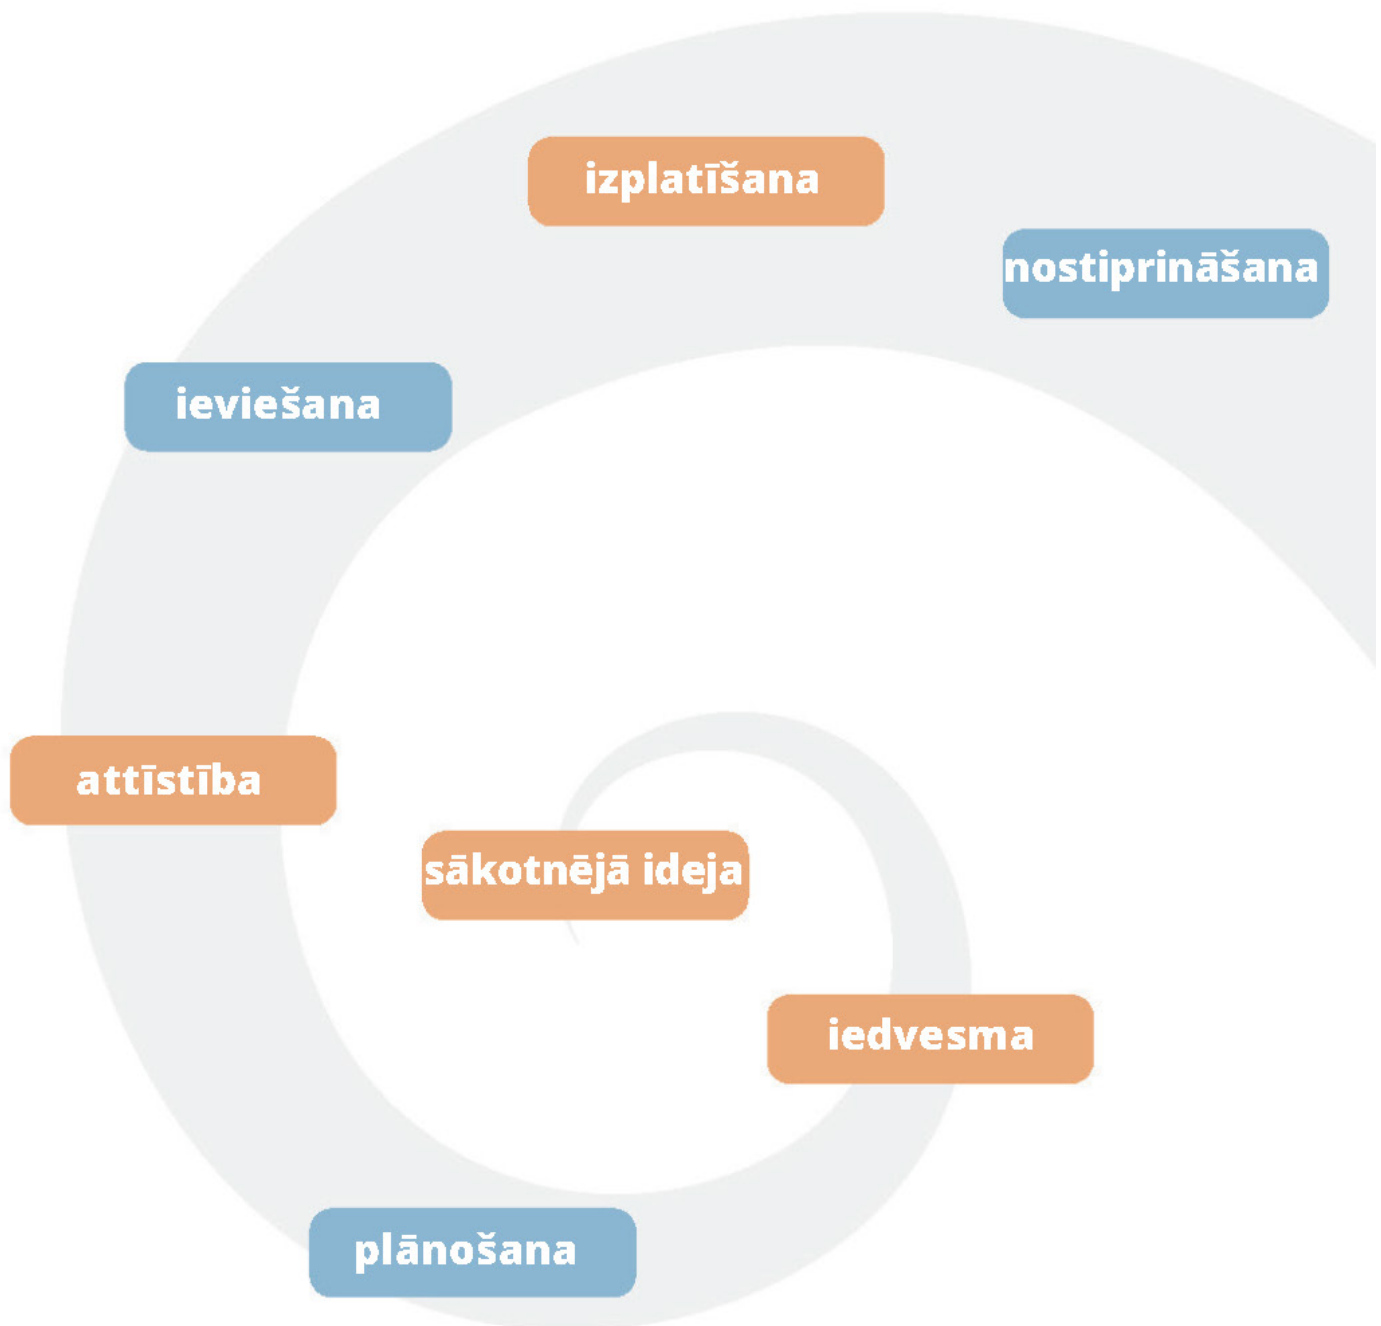 izplatīšana
nostiprināšana
ieviešana
attīstība
sākotnējā ideja
iedvesma
plānošana